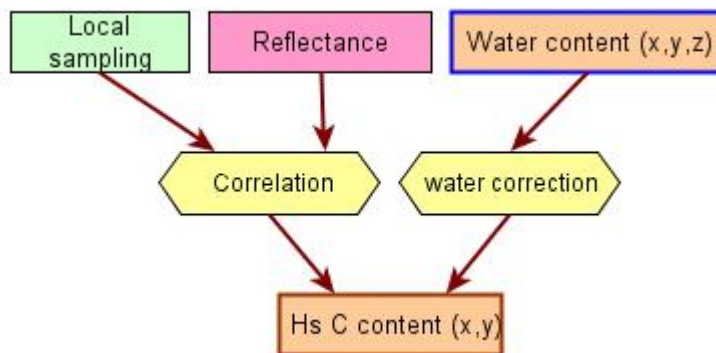 Local
sampling
Reflectance
Water content (x,y,z)
Correlation
water correction
Hs C content (x,y)